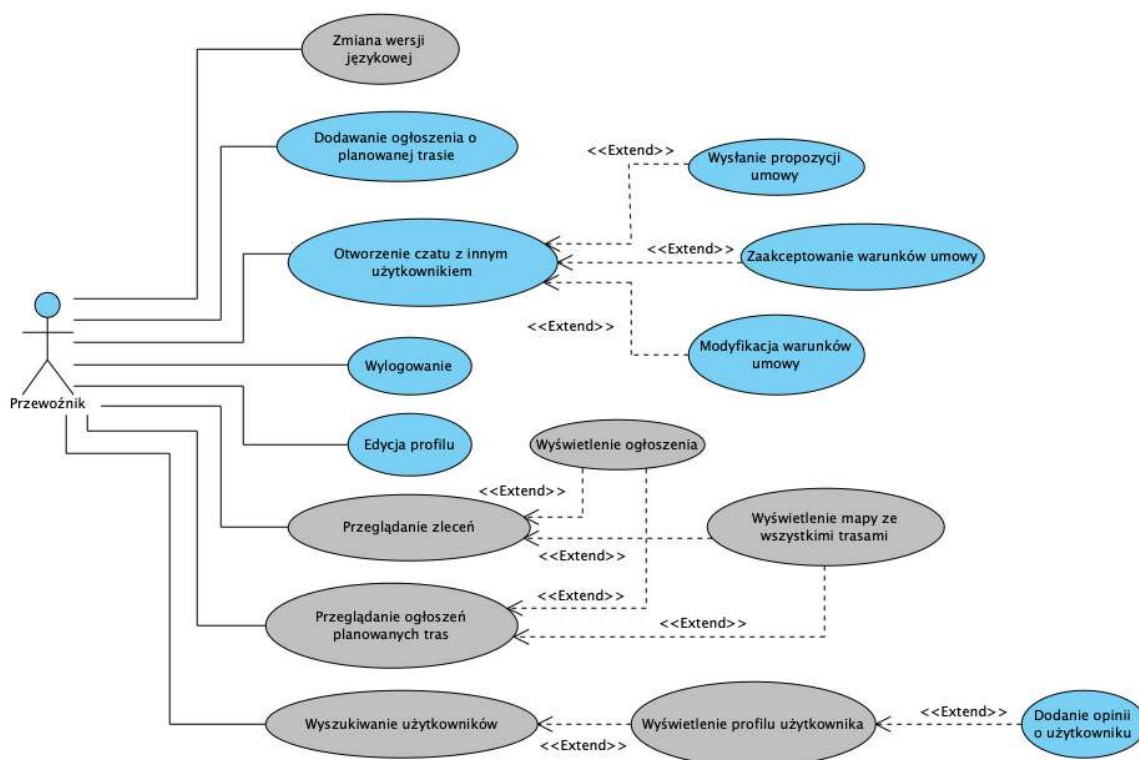 Zmiana wersji
językowej
Dodawanie ogłoszenia o
planowanej trasie
<<Extend>>
Wysłanie propozycji
umowy
Otworzenie czatu z innym
użytkownikiem
<<Extend>>
Zaakceptowanie warunków umowy
<<Extend>>
Modyfikacja warunków
umowy
Wylogowanie
Przewoźnik
Edycja profilu
Wyświetlenie ogłoszenia
<<Extend>>
Przeglądanie zleceń
Wyświetlenie mapy ze
wszystkimi trasami
<<Extend>>
<<Extend>>
Przeglądanie ogłoszeń
planowanych tras
<<Extend>>
Wyszukiwanie użytkowników
<<Extend>>
Wyświetlenie profilu użytkownika
<<Extend>>
Dodanie opinii
o użytkowniku